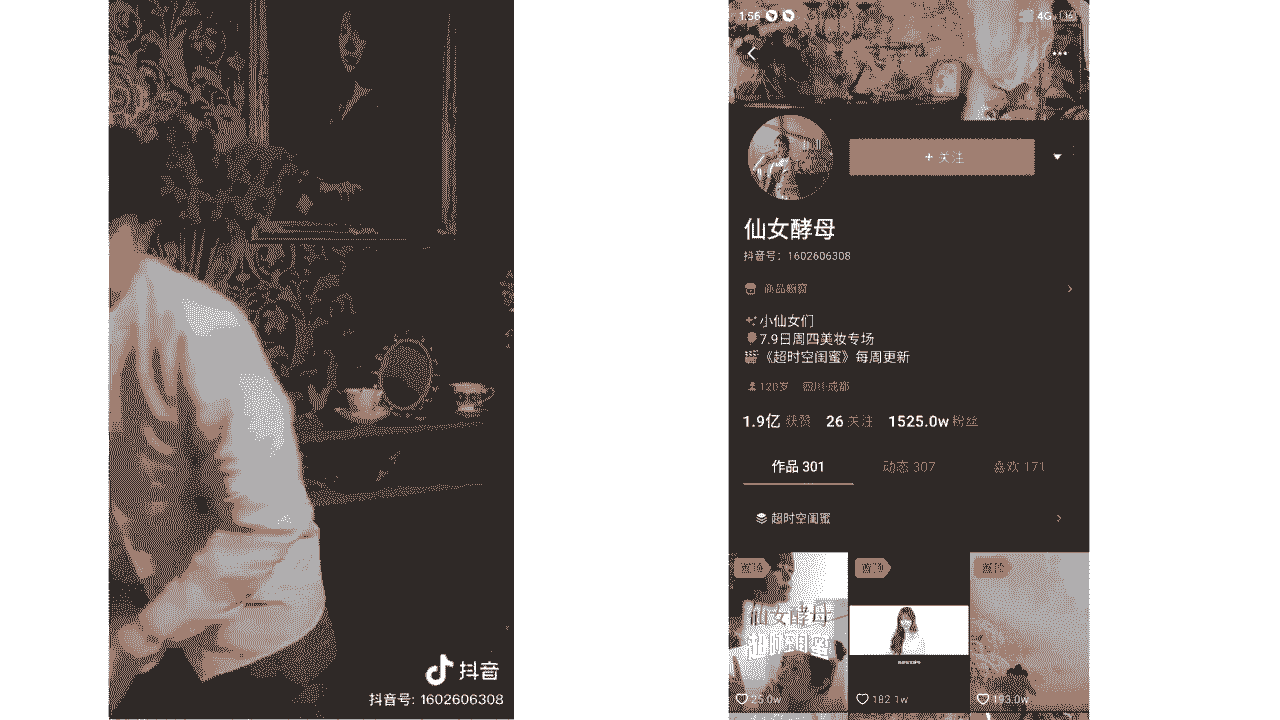 抖音
抖音号: 1602606308
1:56
4G
+ 关注
仙女酵母
抖音号：1602606308
商品橱窗
小仙女们
7.9日周四美妆专场
《超时空闺蜜》每周更新
120岁 四川·成都
1.9亿 获赞 26 关注 1525.0w 粉丝
作品 301 动态 307 喜欢 171
超时空闺蜜
置顶 置顶 置顶
仙女酵母
超时空闺蜜
25.0w 182.1w 193.0w